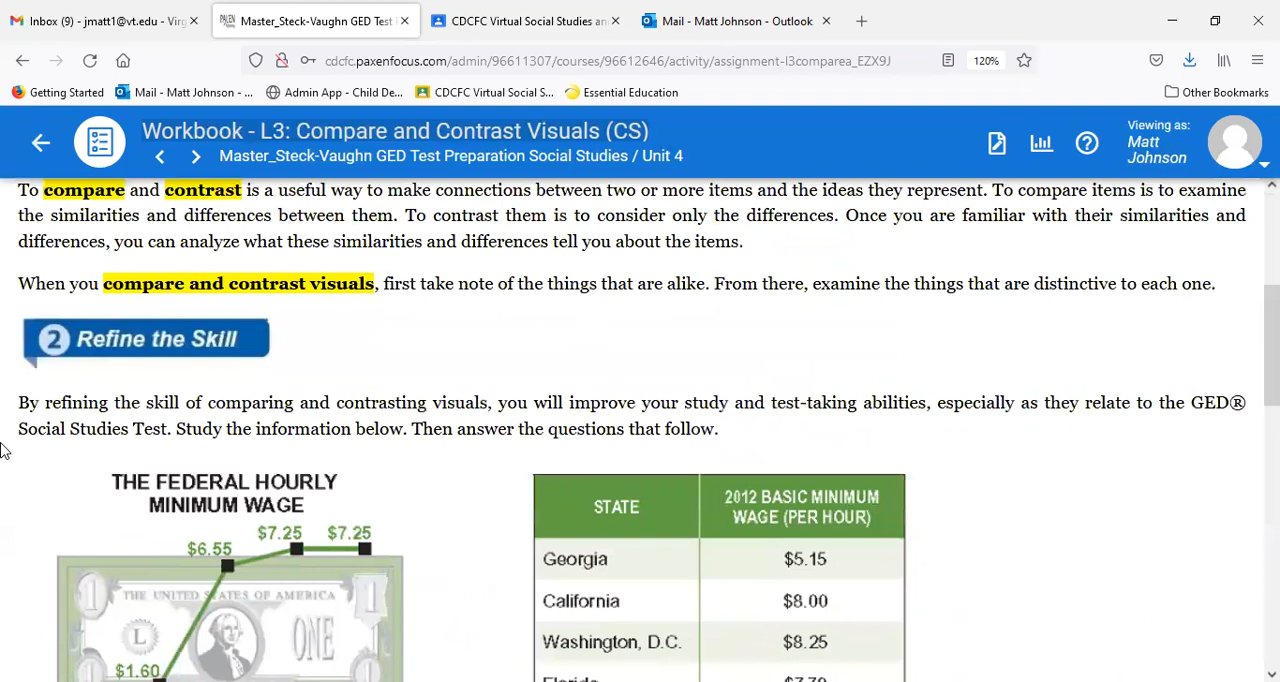 Inbox (9) - jmatt1@vt.edu - Virg
Master_Steck-Vaughn GED Test
CDCFC Virtual Social Studies an
Mail - Matt Johnson - Outlook
cdcfc.paxenfocus.com/admin/96611307/courses/96612646/activity/assignment-l3comparea_EZX9J
120%
Getting Started
Mail - Matt Johnson - ...
Admin App - Child De...
CDCFC Virtual Social S...
Essential Education
Other Bookmarks
Workbook - L3: Compare and Contrast Visuals (CS)
Master_Steck-Vaughn GED Test Preparation Social Studies / Unit 4
Viewing as:
Matt
Johnson
To compare and contrast is a useful way to make connections between two or more items and the ideas they represent. To compare items is to examine
the similarities and differences between them. To contrast them is to consider only the differences. Once you are familiar with their similarities and
differences, you can analyze what these similarities and differences tell you about the items.
When you compare and contrast visuals, first take note of the things that are alike. From there, examine the things that are distinctive to each one.
2 Refine the Skill
By refining the skill of comparing and contrasting visuals, you will improve your study and test-taking abilities, especially as they relate to the GED®
Social Studies Test. Study the information below. Then answer the questions that follow.
THE FEDERAL HOURLY
MINIMUM WAGE
$7.25 $7.25
$6.55
THE UNITED STATES OF AMERICA
1 1
L ONE
$1.60
STATE 2012 BASIC MINIMUM
WAGE (PER HOUR)
Georgia $5.15
California $8.00
Washington, D.C. $8.25